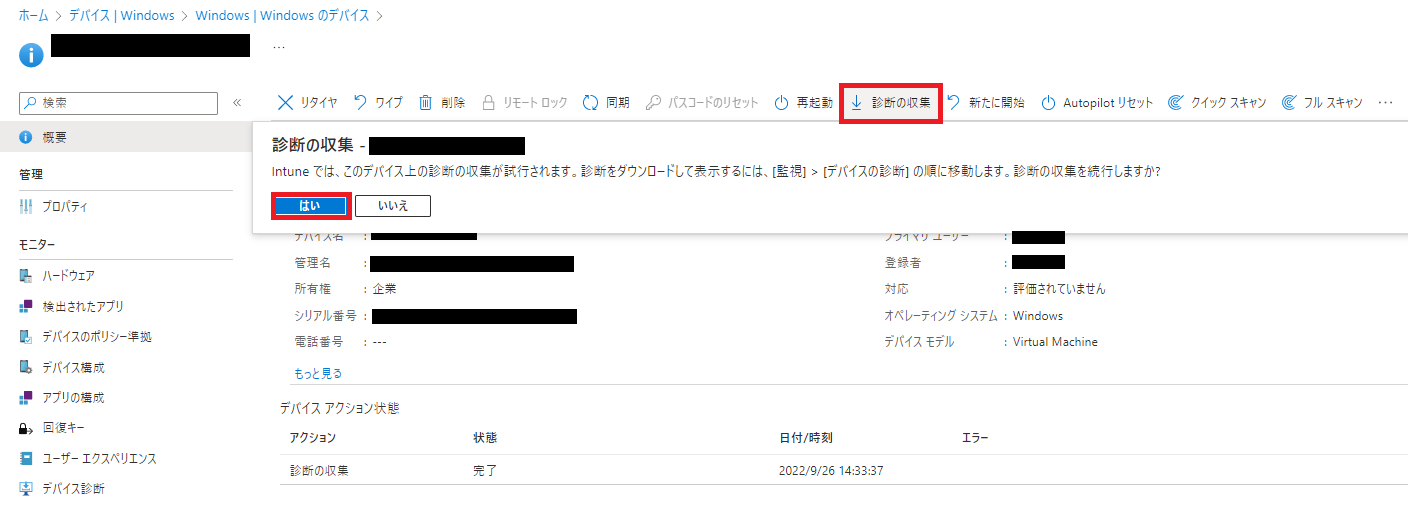 ホーム > デバイス | Windows > Windows | Windows のデバイス >
...
検索 «
リタイヤ ワイプ 削除 リモート ロック 同期 パスコードのリセット 再起動 診断の収集 新たに開始 Autopilot リセット クイック スキャン フル スキャン ...
概要
管理
プロパティ
モニター
ハードウェア
検出されたアプリ
デバイスのポリシー準拠
デバイス構成
アプリの構成
回復キー
ユーザー エクスペリエンス
デバイス診断
診断の収集 -
Intune では、このデバイス上の診断の収集が試行されます。診断をダウンロードして表示するには、[監視] > [デバイスの診断] の順に移動します。診断の収集を続行しますか?
はい いいえ
デバイス名 :
管理名 :
所有権 : 企業
シリアル番号 :
電話番号 : ---
もっと見る
プライマリ ユーザー :
登録者 :
対応 : 評価されていません
オペレーティング システム : Windows
デバイス モデル : Virtual Machine
デバイス アクション状態
アクション 状態 日付/時刻 エラー
診断の収集 完了 2022/9/26 14:33:37